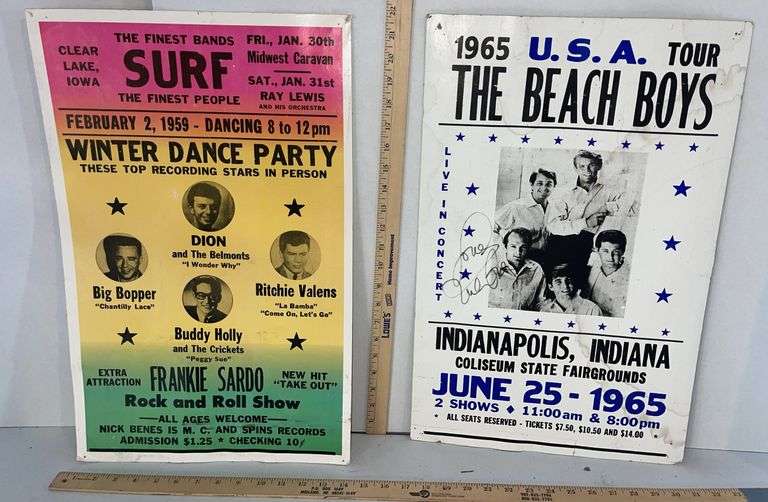 CLEAR
LAKE,
IOWA
THE FINEST BANDS
SURF
THE FINEST PEOPLE
FRI., JAN. 30th
Midwest Caravan
SAT., JAN. 31st
RAY LEWIS
AND HIS ORCHESTRA
FEBRUARY 2, 1959 - DANCING 8 to 12 pm
WINTER DANCE PARTY
THESE TOP RECORDING STARS IN PERSON
DION
and The Belmonts
"I Wonder Why"
Big Bopper
"Chantilly Lace"
Ritchie Valens
"La Bamba"
"Come On, Let's Go"
Buddy Holly
and The Crickets
"Peggy Sue"
EXTRA
ATTRACTION
FRANKIE SARDO
NEW HIT
"TAKE OUT"
Rock and Roll Show
ALL AGES WELCOME
NICK BENES IS M. C. AND SPINS RECORDS
ADMISSION $1.25 * CHECKING 10¢
LOWE'S
Home Improvement
1965 U.S.A. TOUR
THE BEACH BOYS
LIVE IN CONCERT
INDIANAPOLIS, INDIANA
COLISEUM STATE FAIRGROUNDS
JUNE 25 - 1965
2 SHOWS ♦ 11:00am & 8:00pm
* ALL SEATS RESERVED - TICKETS $7.50, $10.50 AND $14.00 *